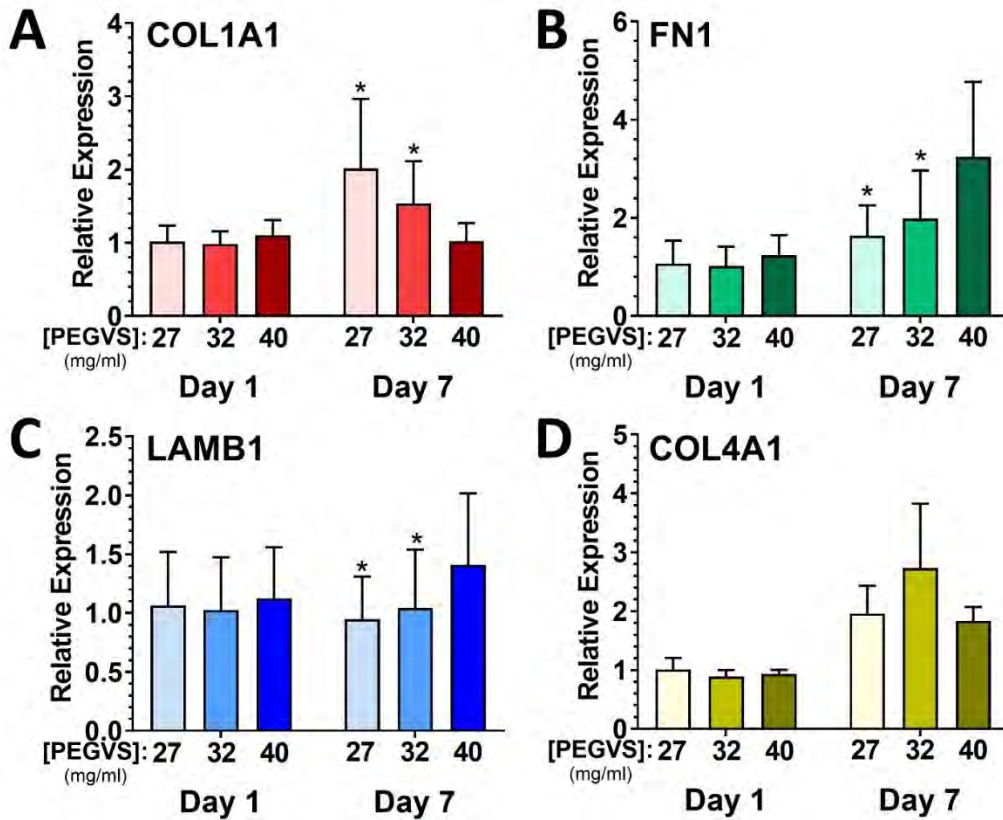 A
COL1A1
Relative Expression
4
3
2
1
0
*
*
[PEGVS]: 27 32 40 27 32 40
(mg/ml)
Day 1 Day 7
B
FN1
Relative Expression
6
4
2
0
*
*
[PEGVS]: 27 32 40 27 32 40
(mg/ml)
Day 1 Day 7
C
LAMB1
Relative Expression
2.5
2.0
1.5
1.0
0.5
0.0
*
*
[PEGVS]: 27 32 40 27 32 40
(mg/ml)
Day 1 Day 7
D
COL4A1
Relative Expression
5
4
3
2
1
0
[PEGVS]: 27 32 40 27 32 40
(mg/ml)
Day 1 Day 7